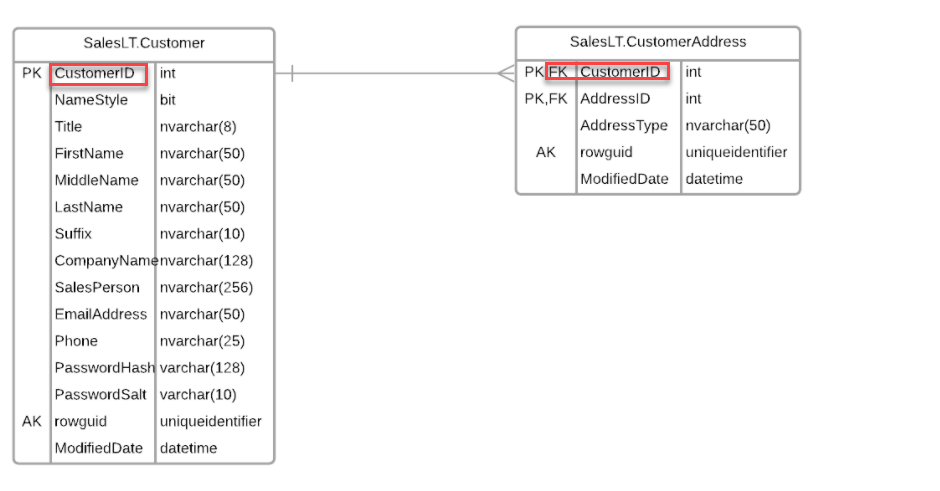 SalesLT.Customer
PK CustomerID int
NameStyle bit
Title nvarchar(8)
FirstName nvarchar(50)
MiddleName nvarchar(50)
LastName nvarchar(50)
Suffix nvarchar(10)
CompanyName nvarchar(128)
SalesPerson nvarchar(256)
EmailAddress nvarchar(50)
Phone nvarchar(25)
PasswordHash varchar(128)
PasswordSalt varchar(10)
AK rowguid uniqueidentifier
ModifiedDate datetime
SalesLT.CustomerAddress
PK,FK CustomerID int
PK,FK AddressID int
AddressType nvarchar(50)
AK rowguid uniqueidentifier
ModifiedDate datetime